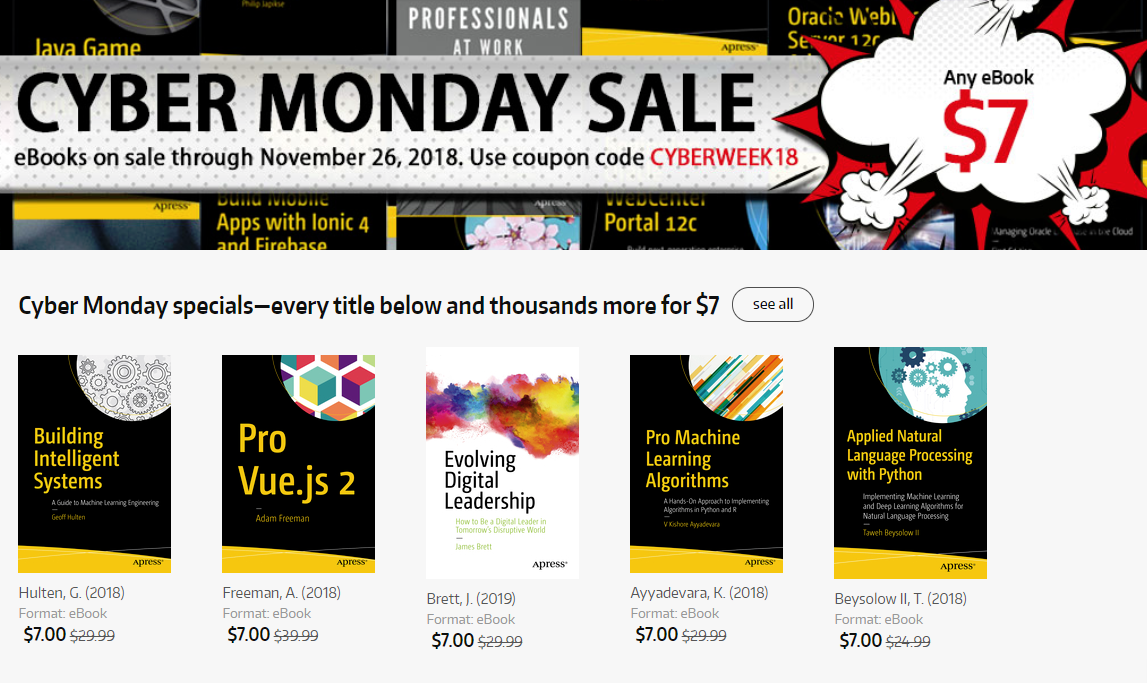 Philip Japikse
Java Game
PROFESSIONALS
AT WORK
Apress®
Oracle WebLogic
Server 12c
CYBER MONDAY SALE
eBooks on sale through November 26, 2018. Use coupon code CYBERWEEK18
Any eBook
$7
Apress®
Build Mobile
Apps with Ionic 4
and Firebase
Apress®
WebCenter
Portal 12c
Build next-generation enterprise
Managing Oracle in the Cloud
Cyber Monday specials—every title below and thousands more for $7
see all
Building
Intelligent
Systems
A Guide to Machine Learning Engineering
—
Geoff Hulten
Apress®
Hulten, G. (2018)
Format: eBook
$7.00 $29.99
Pro
Vue.js 2
—
Adam Freeman
Apress®
Freeman, A. (2018)
Format: eBook
$7.00 $39.99
Evolving
Digital
Leadership
How to Be a Digital Leader in
Tomorrow's Disruptive World
—
James Brett
Apress®
Brett, J. (2019)
Format: eBook
$7.00 $29.99
Pro Machine
Learning
Algorithms
A Hands-On Approach to Implementing
Algorithms in Python and R
—
V Kishore Ayyadevara
Apress®
Ayyadevara, K. (2018)
Format: eBook
$7.00 $29.99
Applied Natural
Language Processing
with Python
Implementing Machine Learning
and Deep Learning Algorithms for
Natural Language Processing
—
Taweh Beysolow II
Apress®
Beysolow II, T. (2018)
Format: eBook
$7.00 $24.99